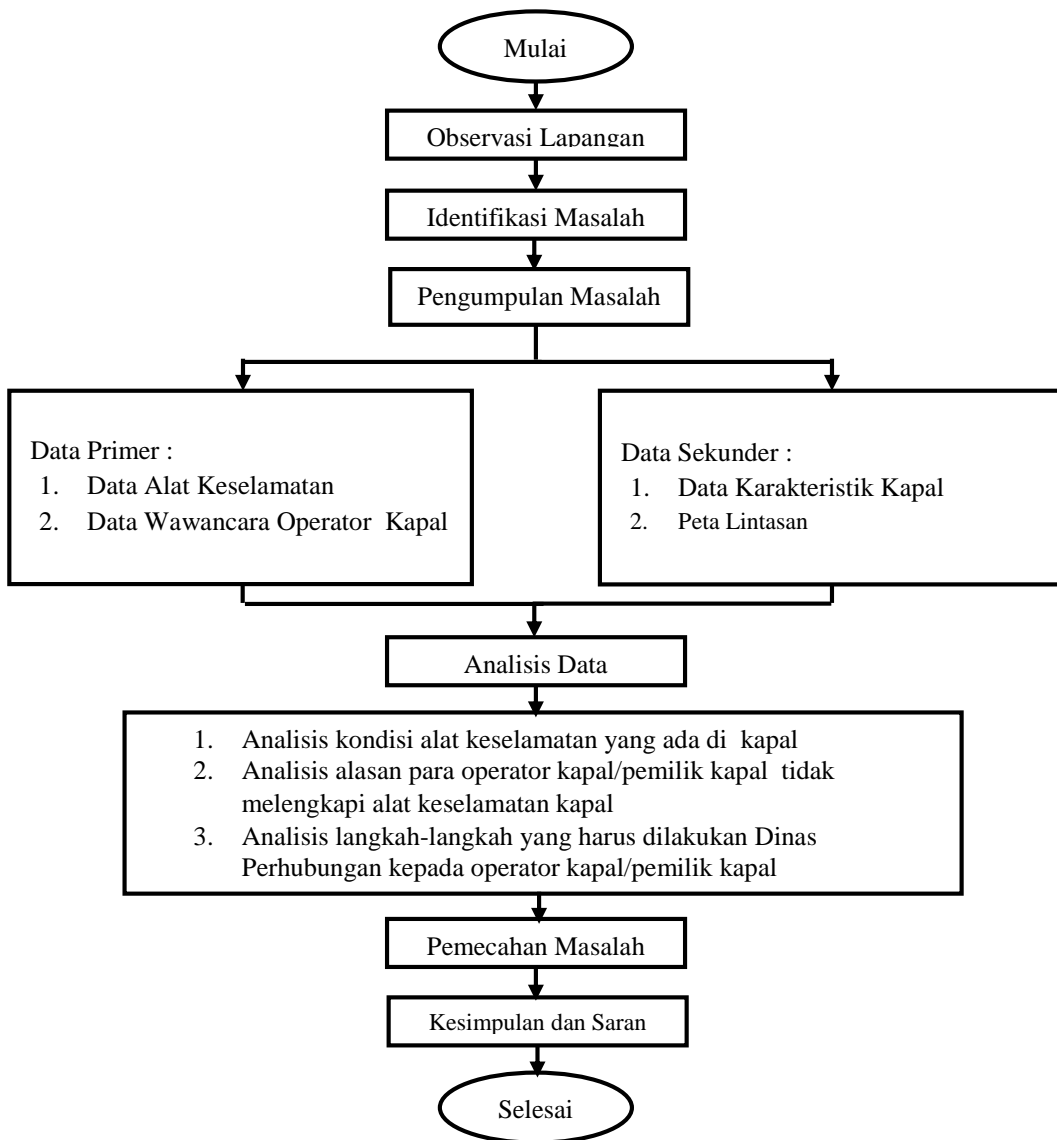 Mulai
Observasi Lapangan
Identifikasi Masalah
Pengumpulan Masalah
Data Primer :
1. Data Alat Keselamatan
2. Data Wawancara Operator Kapal
Data Sekunder :
1. Data Karakteristik Kapal
2. Peta Lintasan
Analisis Data
1. Analisis kondisi alat keselamatan yang ada di kapal
2. Analisis alasan para operator kapal/pemilik kapal tidak
melengkapi alat keselamatan kapal
3. Analisis langkah-langkah yang harus dilakukan Dinas
Perhubungan kepada operator kapal/pemilik kapal
Pemecahan Masalah
Kesimpulan dan Saran
Selesai